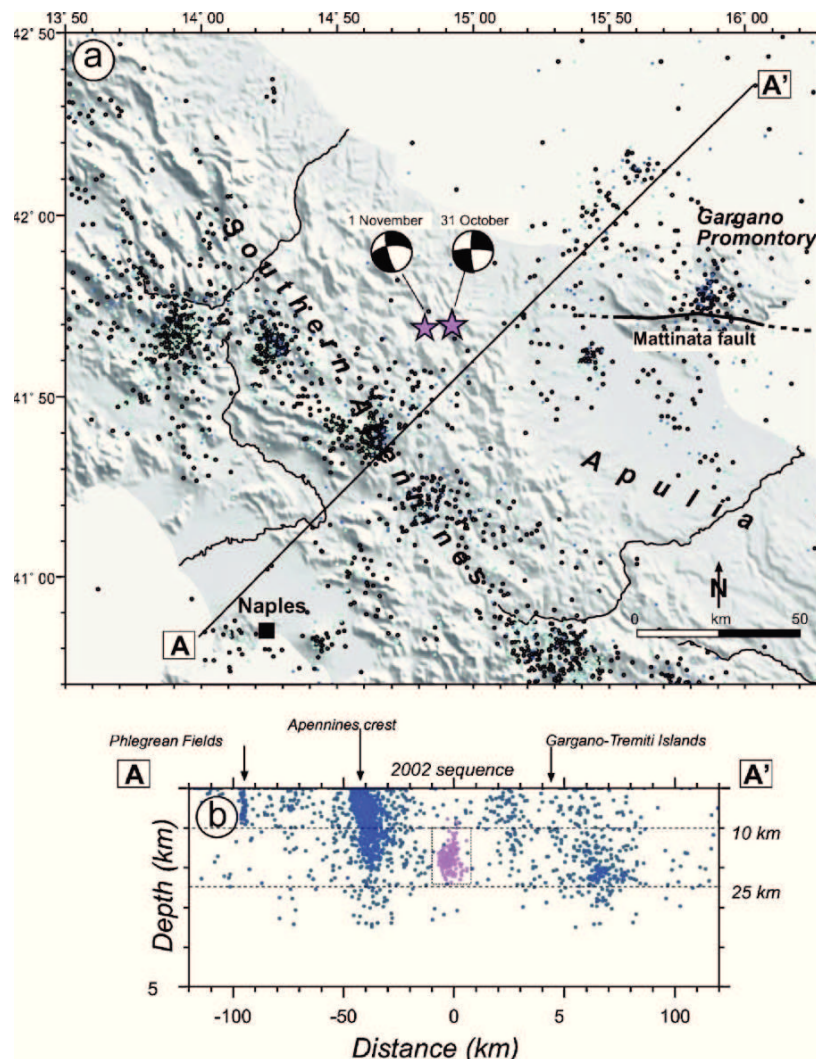 13˚ 50' 14˚ 00' 14˚ 50' 15˚ 00' 15˚ 50' 16˚ 00'
42˚ 50'
a
A'
42˚ 00'
1 November 31 October
Gargano
Promontory
Southern Apennines
Mattinata fault
41˚ 50'
Apulia
41˚ 00'
N
Naples
km
0 50
A
Phlegrean Fields
Apennines crest
Gargano-Tremiti Islands
A
2002 sequence
A'
b
10 km
25 km
Depth (km)
5
-100 -50 0 5 100
Distance (km)